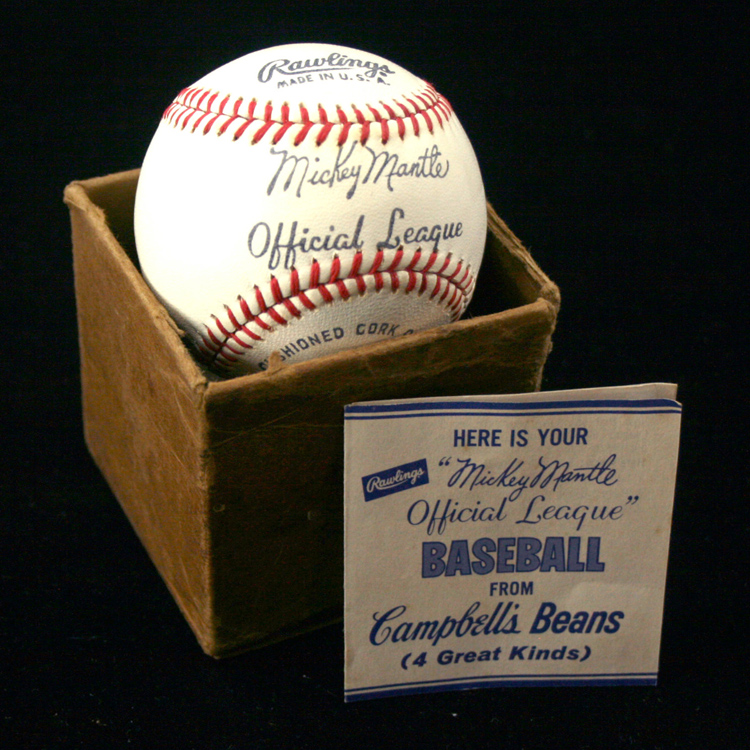 Rawlings
MADE IN U.S.A.
Mickey Mantle
Official League
CORK
HERE IS YOUR
Rawlings
"Mickey Mantle
Official League"
BASEBALL
FROM
Campbell's Beans
(4 Great Kinds)